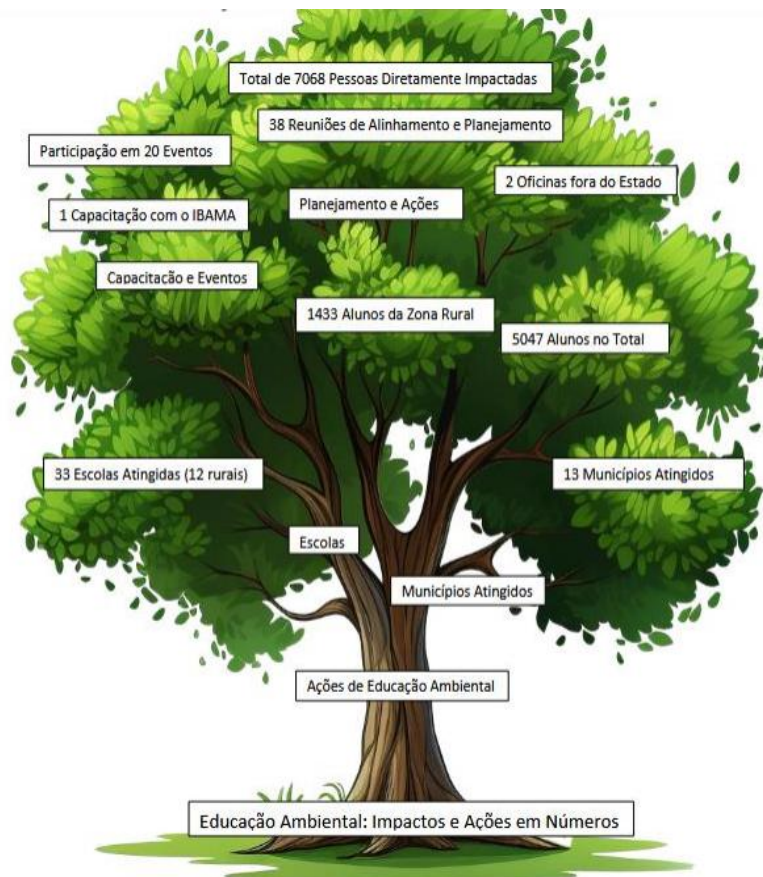 Total de 7068 Pessoas Diretamente Impactadas
38 Reuniões de Alinhamento e Planejamento
Participação em 20 Eventos
2 Oficinas fora do Estado
1 Capacitação com o IBAMA
Planejamento e Ações
Capacitação e Eventos
1433 Alunos da Zona Rural
5047 Alunos no Total
33 Escolas Atingidas (12 rurais)
13 Municípios Atingidos
Escolas
Municípios Atingidos
Ações de Educação Ambiental
Educação Ambiental: Impactos e Ações em Números